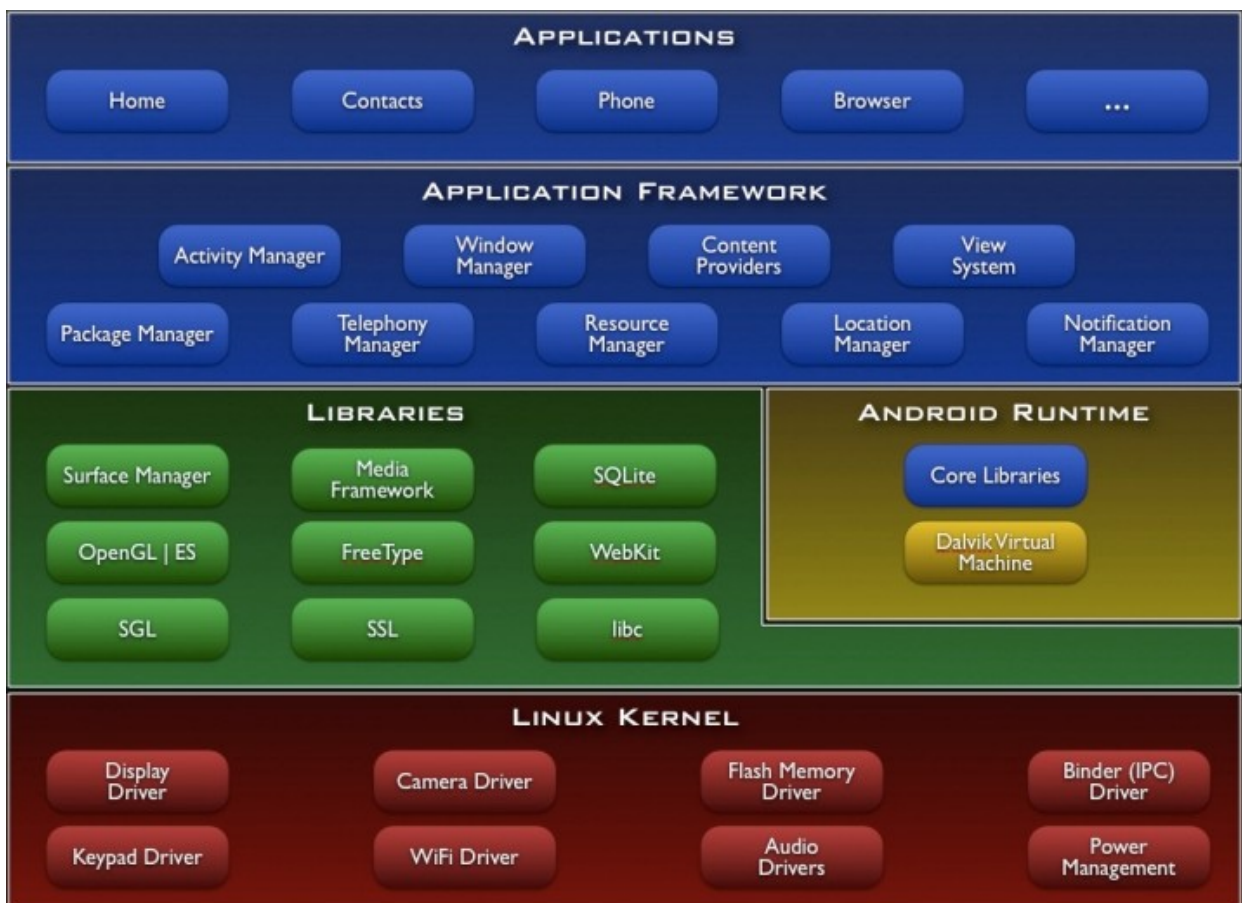 APPLICATIONS
Home
Contacts
Phone
Browser
...
APPLICATION FRAMEWORK
Activity Manager
Window
Manager
Content
Providers
View
System
Package Manager
Telephony
Manager
Resource
Manager
Location
Manager
Notification
Manager
LIBRARIES
Surface Manager
Media
Framework
SQLite
OpenGL | ES
FreeType
WebKit
SGL
SSL
libc
ANDROID RUNTIME
Core Libraries
Dalvik Virtual
Machine
LINUX KERNEL
Display
Driver
Camera Driver
Flash Memory
Driver
Binder (IPC)
Driver
Keypad Driver
WiFi Driver
Audio
Drivers
Power
Management